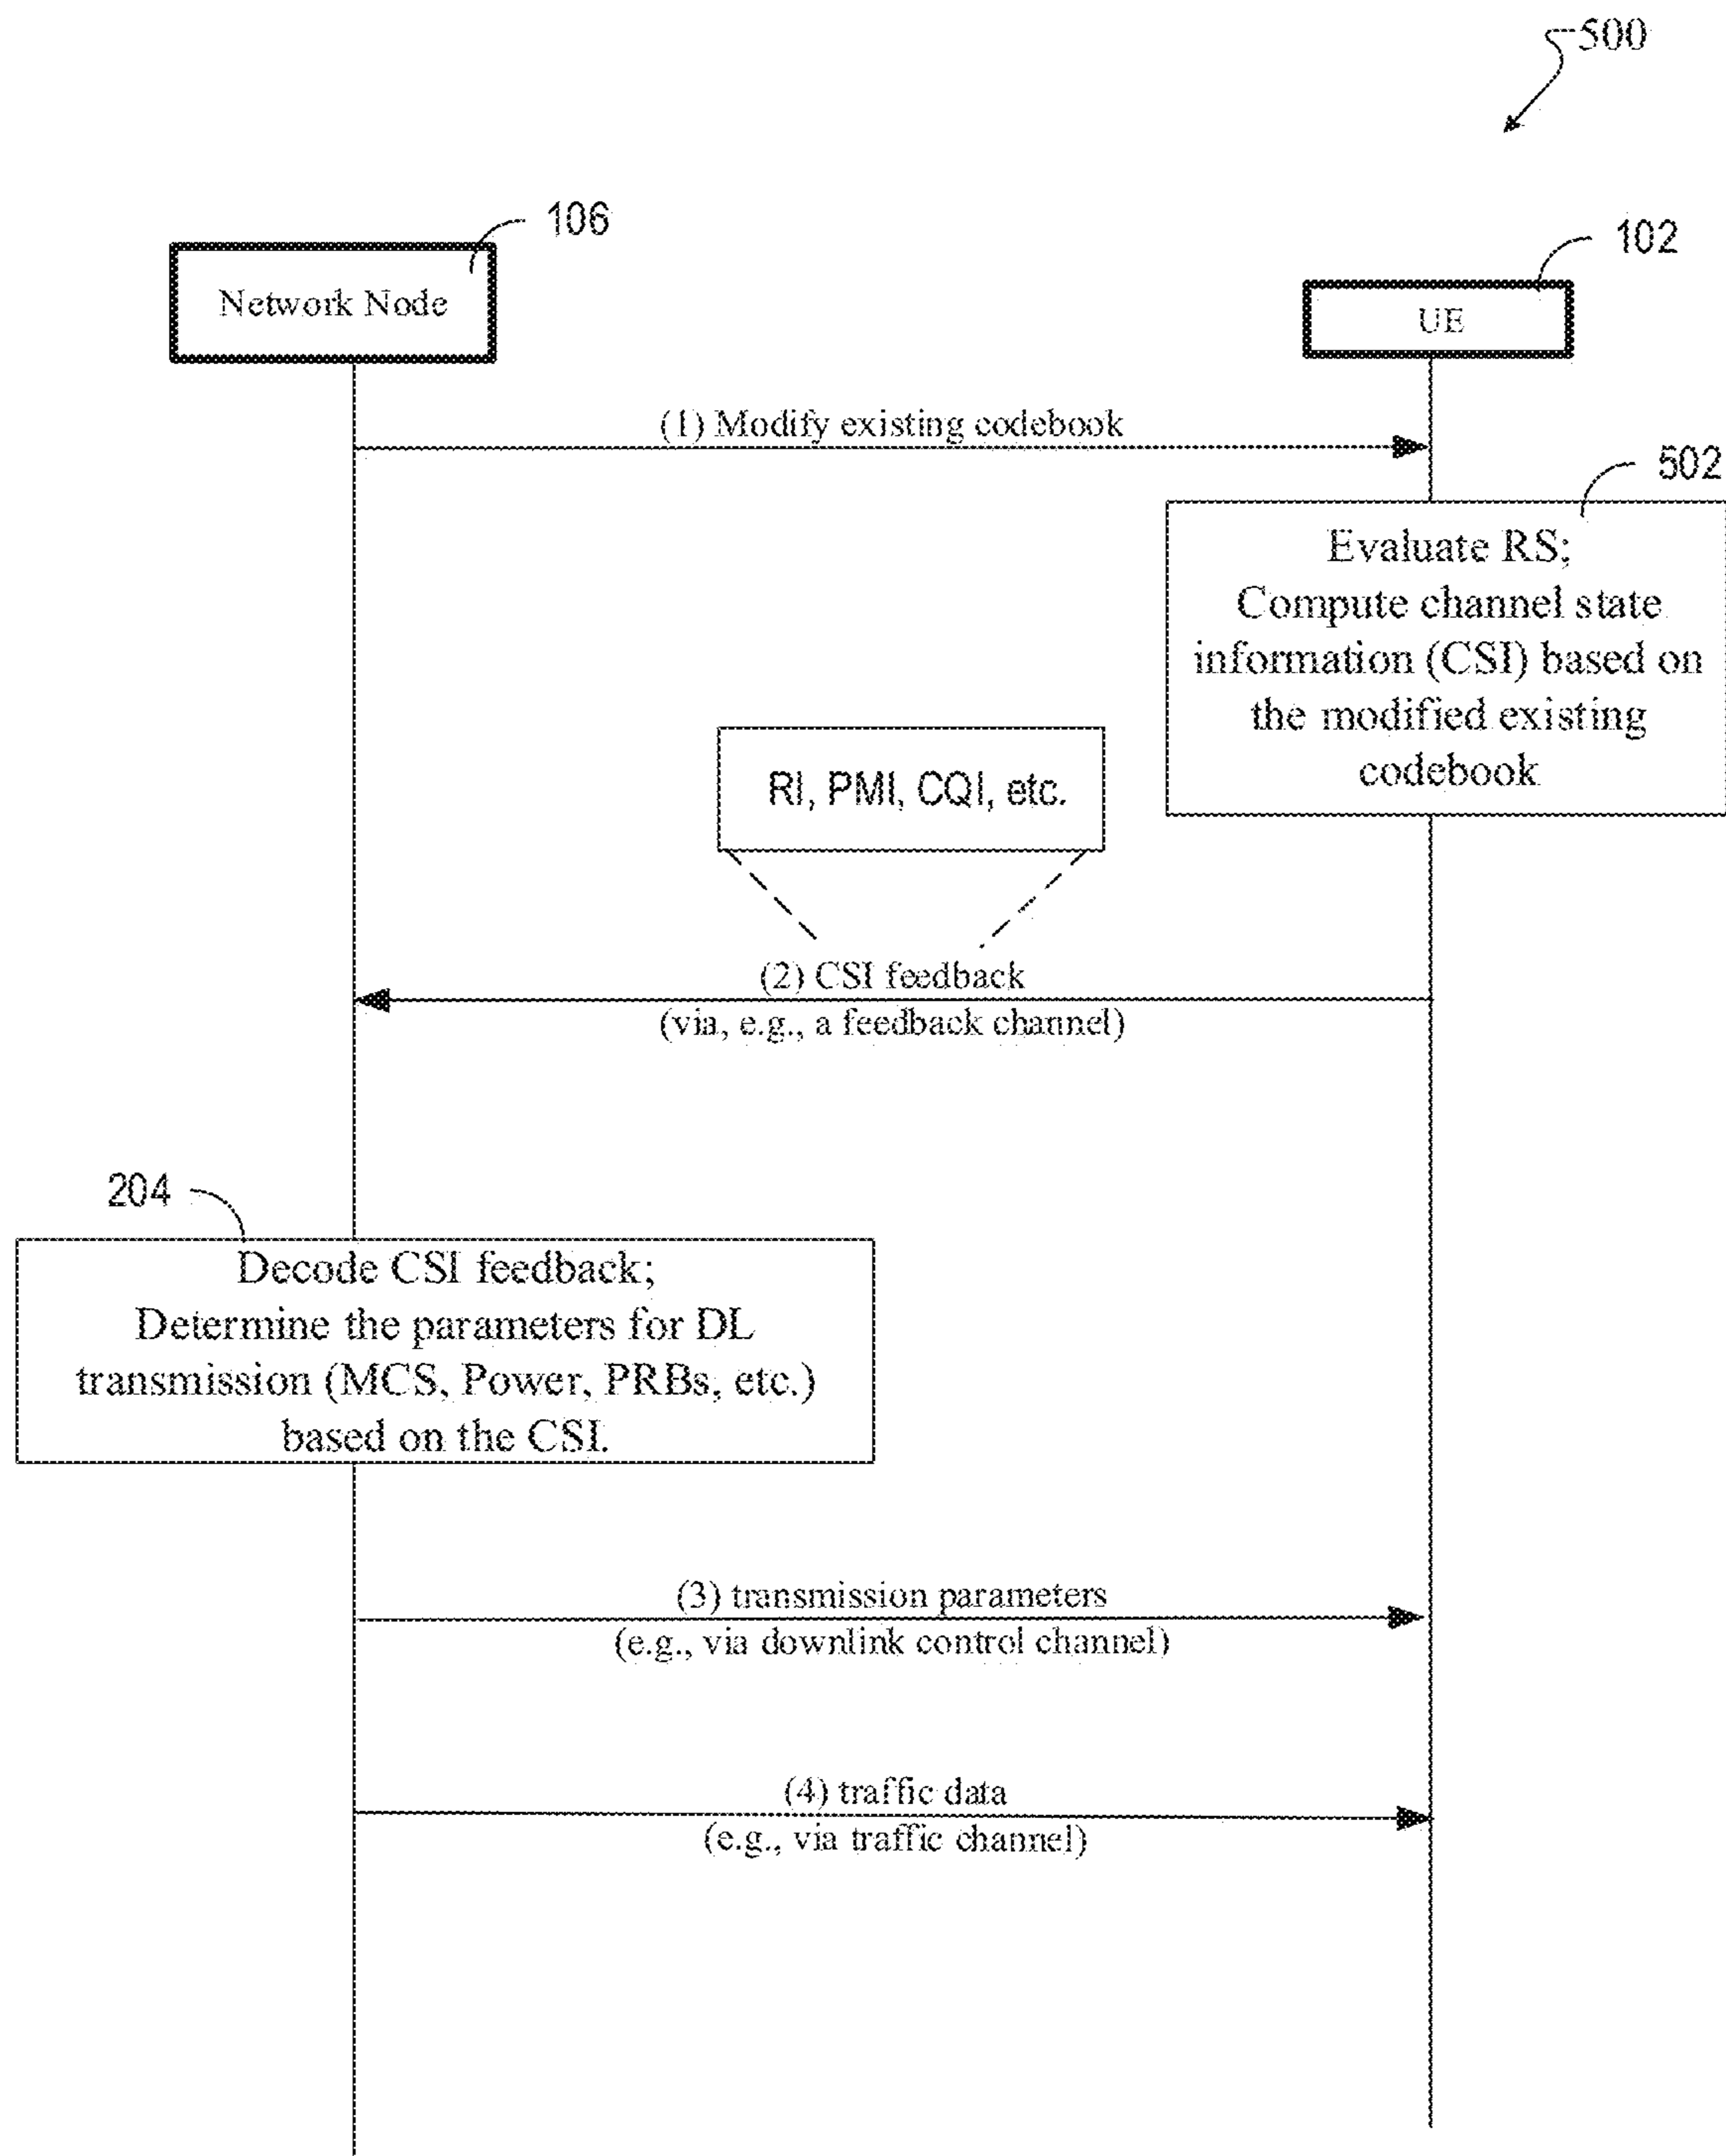 500
106
Network Node
102
UE
(1) Modify existing codebook
502
Evaluate RS;
Compute channel state
information (CSI) based on
the modified existing
codebook
RI, PMI, CQI, etc.
(2) CSI feedback
(via, e.g., a feedback channel)
204
Decode CSI feedback;
Determine the parameters for DL
transmission (MCS, Power, PRBs, etc.)
based on the CSI.
(3) transmission parameters
(e.g., via downlink control channel)
(4) traffic data
(e.g., via traffic channel)